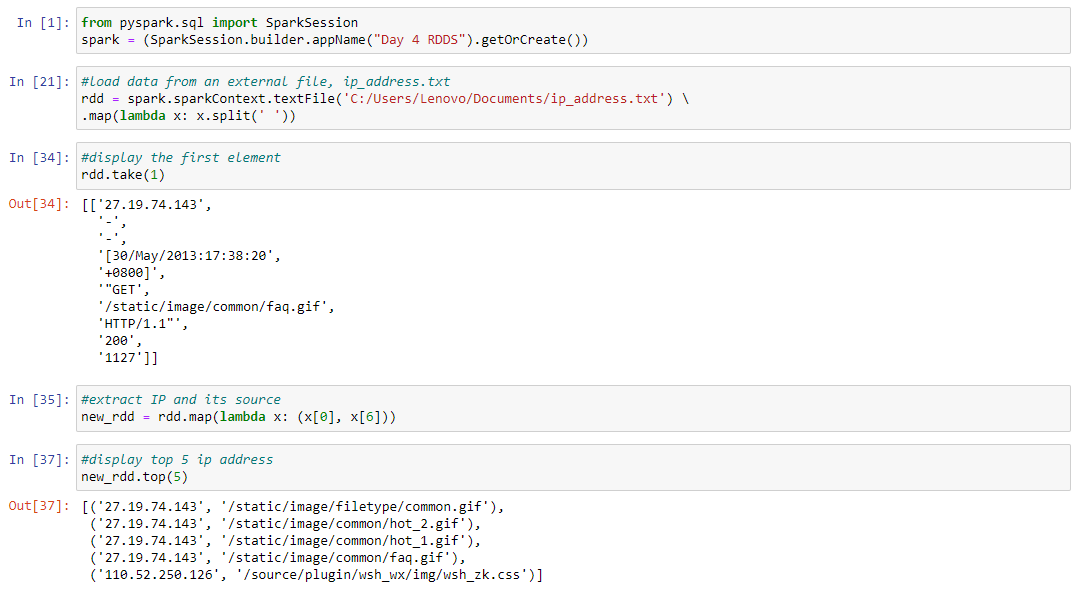 In [1]: from pyspark.sql import SparkSession
spark = (SparkSession.builder.appName("Day 4 RDDS").getOrCreate())
In [21]: #load data from an external file, ip_address.txt
rdd = spark.sparkContext.textFile('C:/Users/Lenovo/Documents/ip_address.txt') \
.map(lambda x: x.split(' '))
In [34]: #display the first element
rdd.take(1)
Out[34]: [['27.19.74.143',
'-',
'-',
'[30/May/2013:17:38:20',
'+0800]',
'"GET',
'/static/image/common/faq.gif',
'HTTP/1.1"',
'200',
'1127']]
In [35]: #extract IP and its source
new_rdd = rdd.map(lambda x: (x[0], x[6]))
In [37]: #display top 5 ip address
new_rdd.top(5)
Out[37]: [('27.19.74.143', '/static/image/filetype/common.gif'),
('27.19.74.143', '/static/image/common/hot_2.gif'),
('27.19.74.143', '/static/image/common/hot_1.gif'),
('27.19.74.143', '/static/image/common/faq.gif'),
('110.52.250.126', '/source/plugin/wsh_wx/img/wsh_zk.css')]